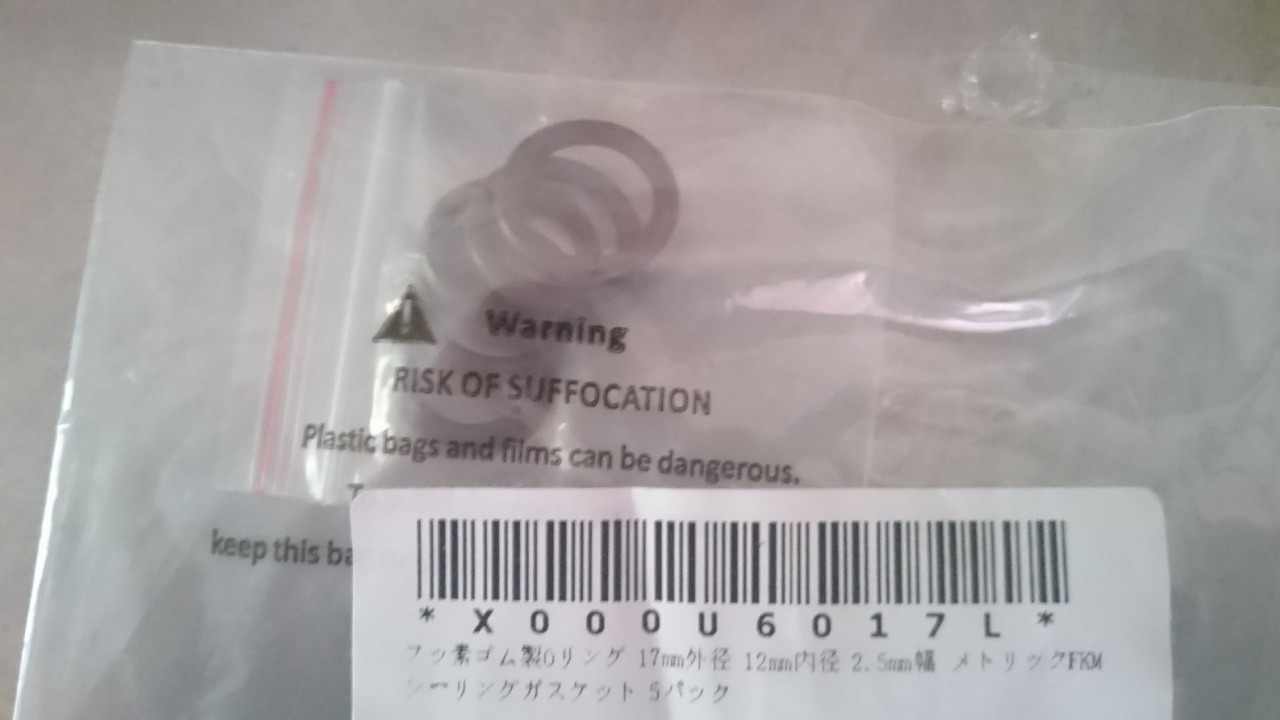 Warning
RISK OF SUFFOCATION
Plastic bags and films can be dangerous.
keep this ba
* X 0 0 0 U 6 0 1 7 L *
フッ素ゴム製Oリング 17mm外径 12mm内径 2.5mm幅 メトリックFKM
シーリングガスケット 5パック